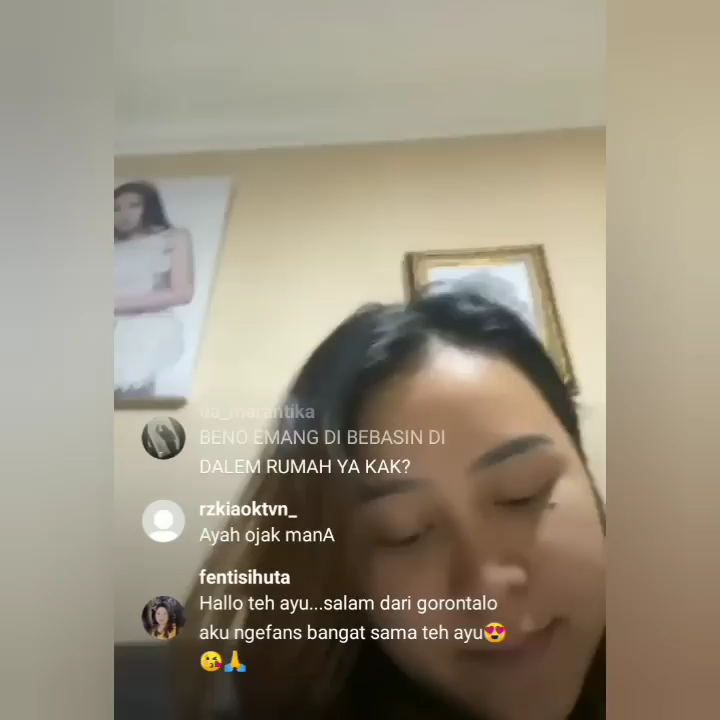 BENO EMANG DI BEBASIN DI
DALEM RUMAH YA KAK?
rzkiaoktvn_
Ayah ojak manA
fentisihuta
Hallo teh ayu...salam dari gorontalo
aku ngefans bangat sama teh ayu😍
😘🙏